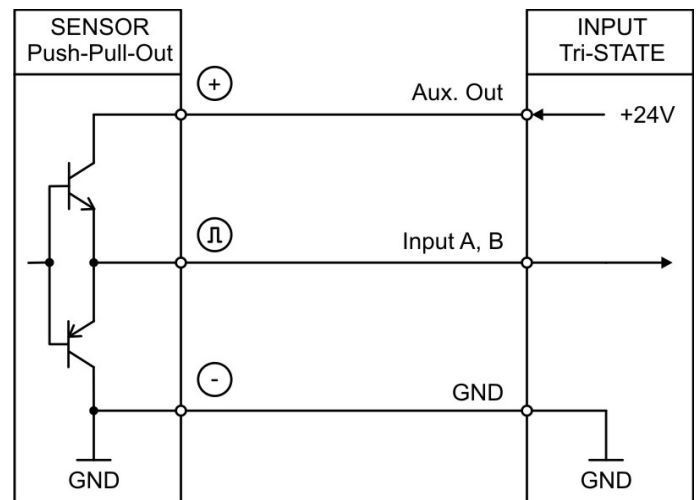 SENSOR
Push-Pull-Out
INPUT
Tri-STATE
+
Aux. Out
+24V
Input A, B
-
GND
GND
GND